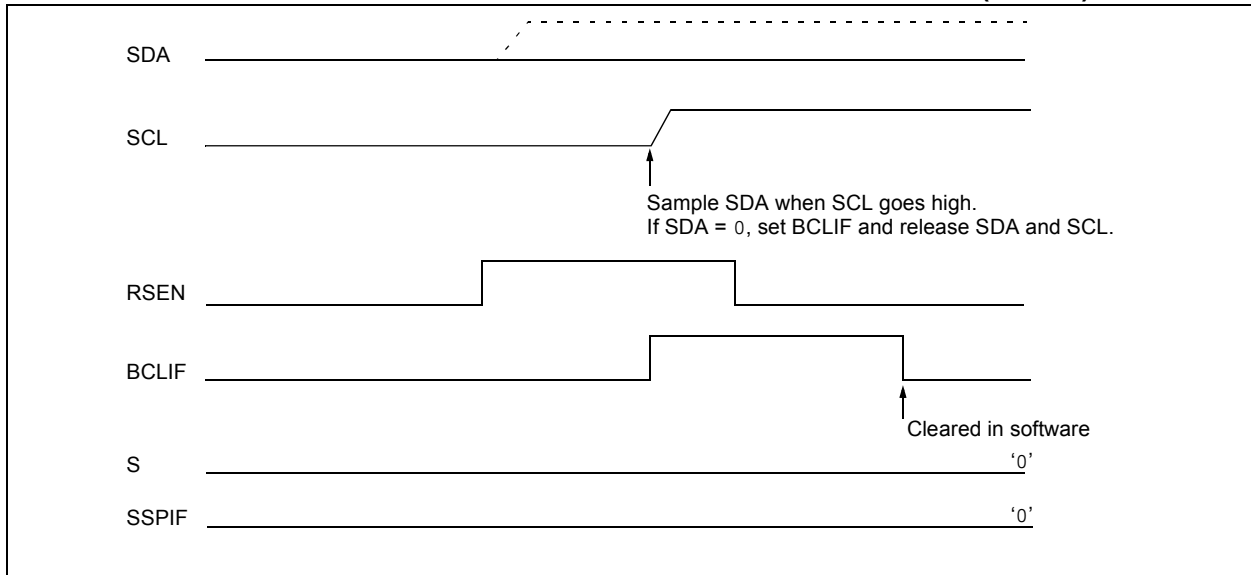 SDA
SCL
Sample SDA when SCL goes high.
If SDA = 0, set BCLIF and release SDA and SCL.
RSEN
BCLIF
Cleared in software
S
‘0’
SSPIF
‘0’